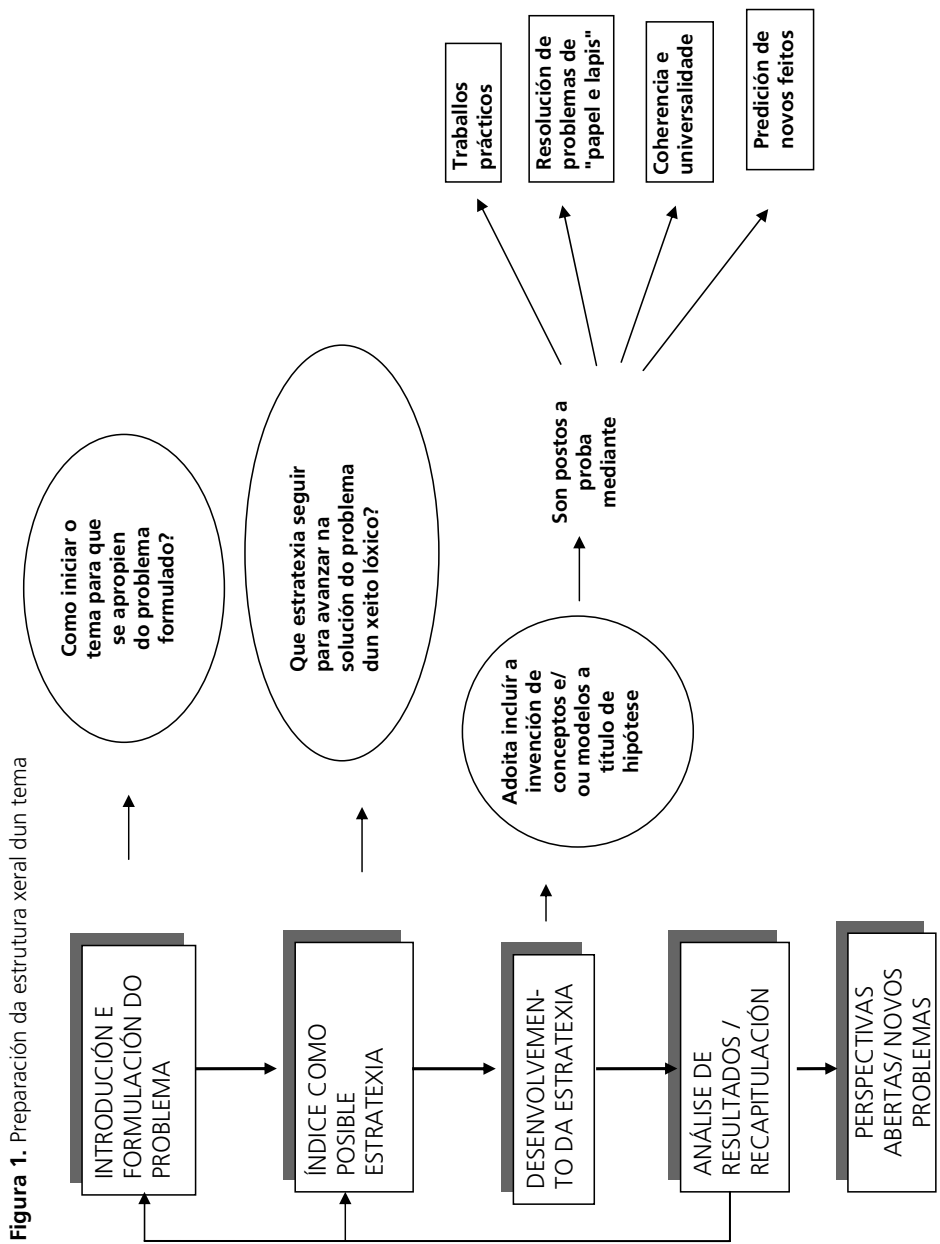 Figura 1. Preparación da estrutura xeral dun tema
INTRODUCIÓN E
FORMULACIÓN DO
PROBLEMA
Como iniciar o
tema para que
se apropien
do problema
formulado?
ÍNDICE COMO
POSIBLE
ESTRATEXIA
Que estratexia seguir
para avanzar na
solución do problema
dun xeito lóxico?
DESENVOLVEMEN-
TO DA ESTRATEXIA
Adoita incluír a
invención de
conceptos e/
ou modelos a
título de
hipótese
Son postos a
proba
mediante
Traballos
prácticos
Resolución de
problemas de
"papel e lapis"
Coherencia e
universalidade
Predición de
novos feitos
ANÁLISE DE
RESULTADOS /
RECAPITULACIÓN
PERSPECTIVAS
ABERTAS/ NOVOS
PROBLEMAS